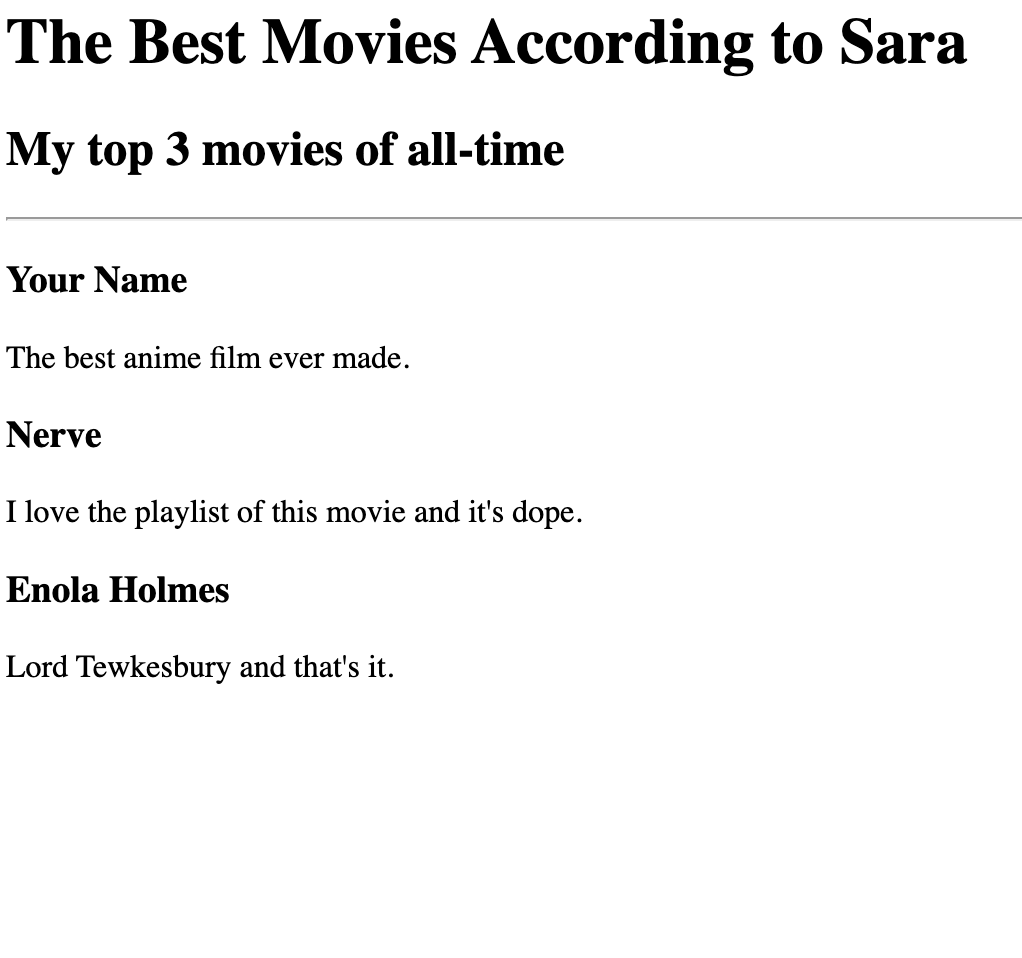 The Best Movies According to Sara
My top 3 movies of all-time
Your Name
The best anime film ever made.
Nerve
I love the playlist of this movie and it's dope.
Enola Holmes
Lord Tewkesbury and that's it.